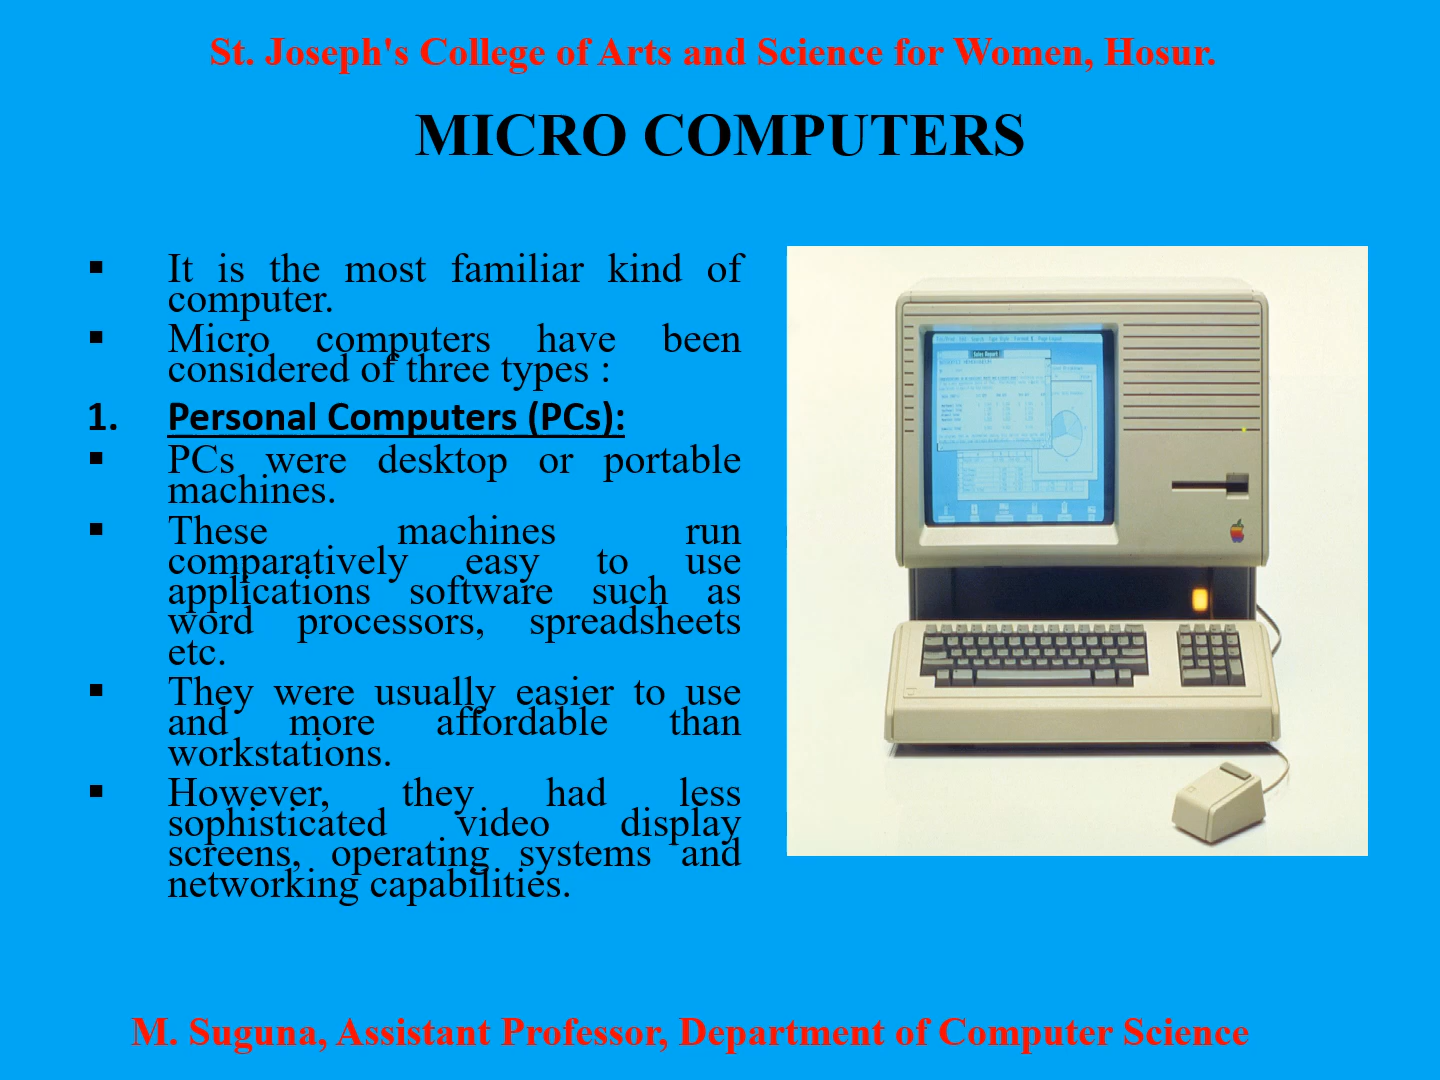 St. Joseph's College of Arts and Science for Women, Hosur.
MICRO COMPUTERS
▪ It is the most familiar kind of
computer.
▪ Micro computers have been
considered of three types :
1. Personal Computers (PCs):
▪ PCs were desktop or portable
machines.
▪ These machines run
comparatively easy to use
applications software such as
word processors, spreadsheets
etc.
▪ They were usually easier to use
and more affordable than
workstations.
▪ However, they had less
sophisticated video display
screens, operating systems and
networking capabilities.
Sales Report
M. Suguna, Assistant Professor, Department of Computer Science